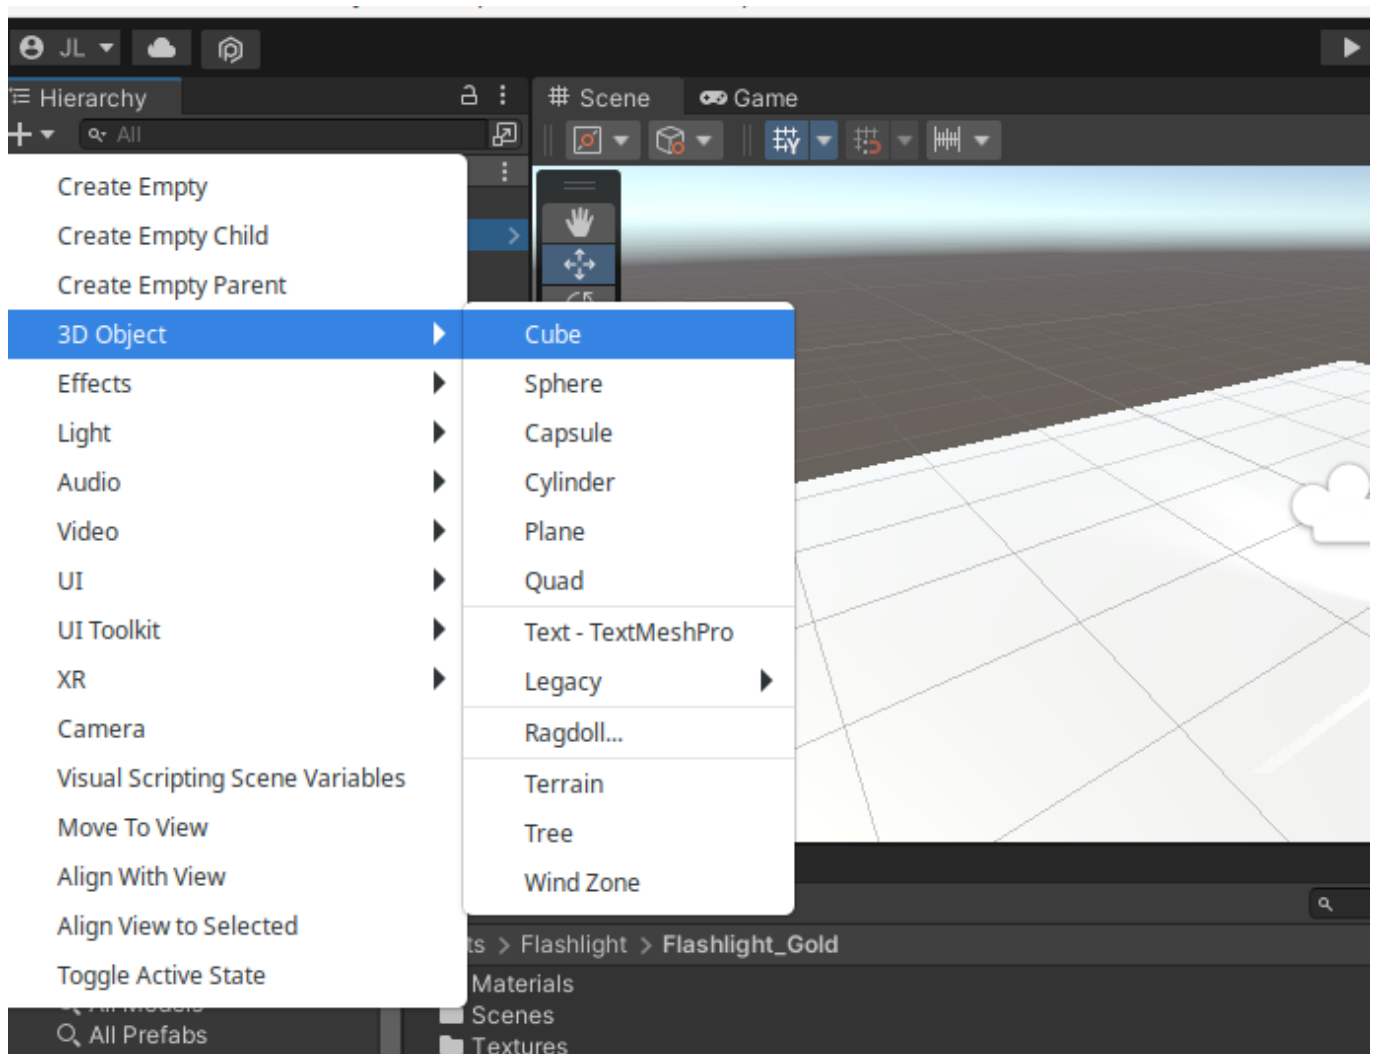 JL
Hierarchy
# Scene
Game
All
Create Empty
Create Empty Child
Create Empty Parent
3D Object
Effects
Light
Audio
Video
UI
UI Toolkit
XR
Camera
Visual Scripting Scene Variables
Move To View
Align With View
Align View to Selected
Toggle Active State
Cube
Sphere
Capsule
Cylinder
Plane
Quad
Text - TextMeshPro
Legacy
Ragdoll...
Terrain
Tree
Wind Zone
ts > Flashlight > Flashlight_Gold
Materials
Scenes
Textures
All Models
All Prefabs